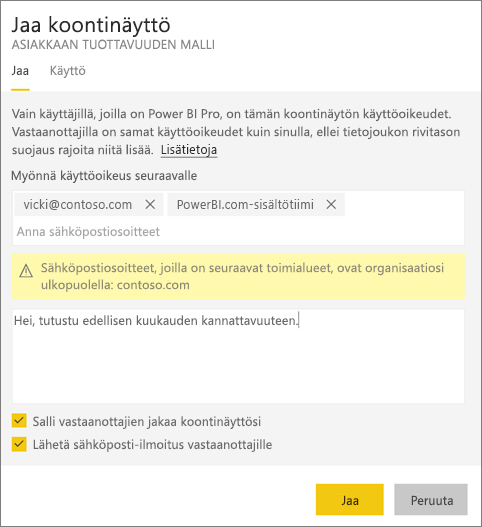 Jaa koontinäyttö
ASIAKKAAN TUOTTAVUUDEN MALLI
Jaa Käyttö
Vain käyttäjillä, joilla on Power BI Pro, on tämän koontinäytön käyttöoikeudet.
Vastaanottajilla on samat käyttöoikeudet kuin sinulla, ellei tietojoukon rivitason
suojaus rajoita niitä lisää. Lisätietoja
Myönnä käyttöoikeus seuraavalle
vicki@contoso.com PowerBI.com-sisältötiimi
Anna sähköpostiosoitteet
Sähköpostiosoitteet, joilla on seuraavat toimialueet, ovat organisaatiosi
ulkopuolella: contoso.com
Hei, tutustu edellisen kuukauden kannattavuuteen.
Salli vastaanottajien jakaa koontinäyttösi
Lähetä sähköposti-ilmoitus vastaanottajille
Jaa Peruuta